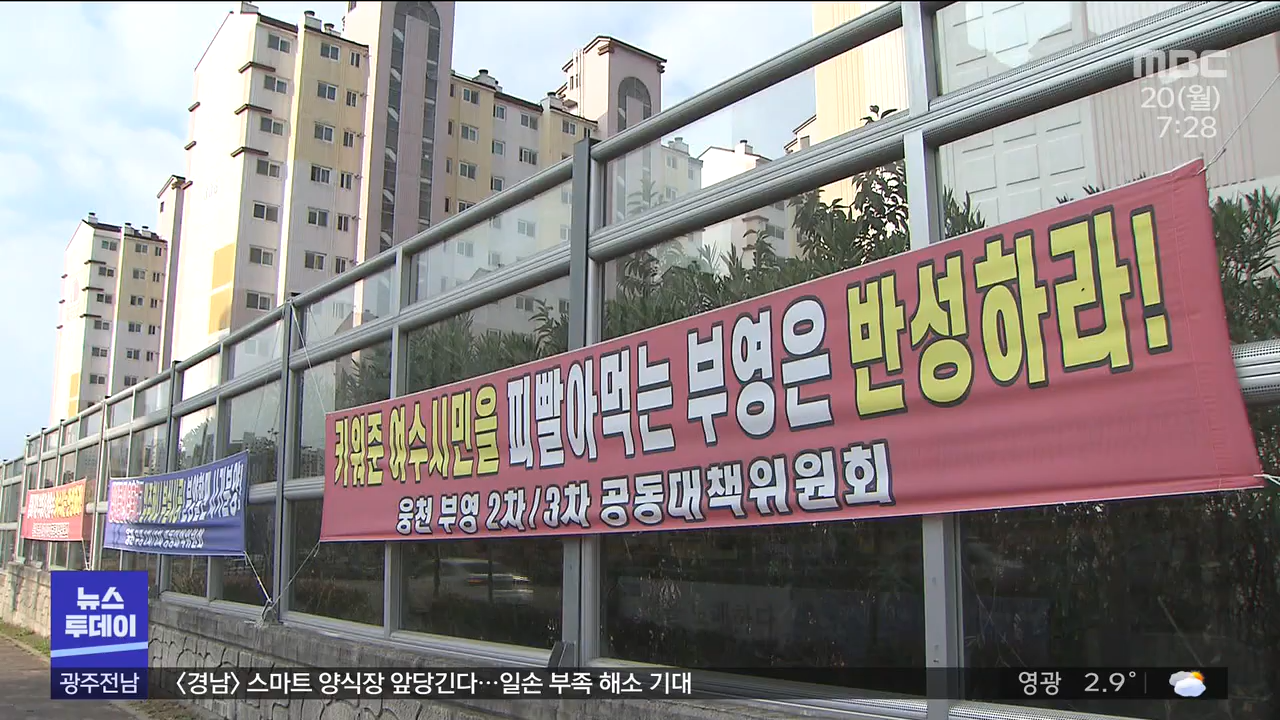 MBC
20(월)
7:28
키워준 여수시민을 피빨아먹는 부영은 반성하라!
웅천 부영 2차/3차 공동대책위원회
뉴스
투데이
광주전남
<경남> 스마트 양식장 앞당긴다…일손 부족 해소 기대
영광 2.9°